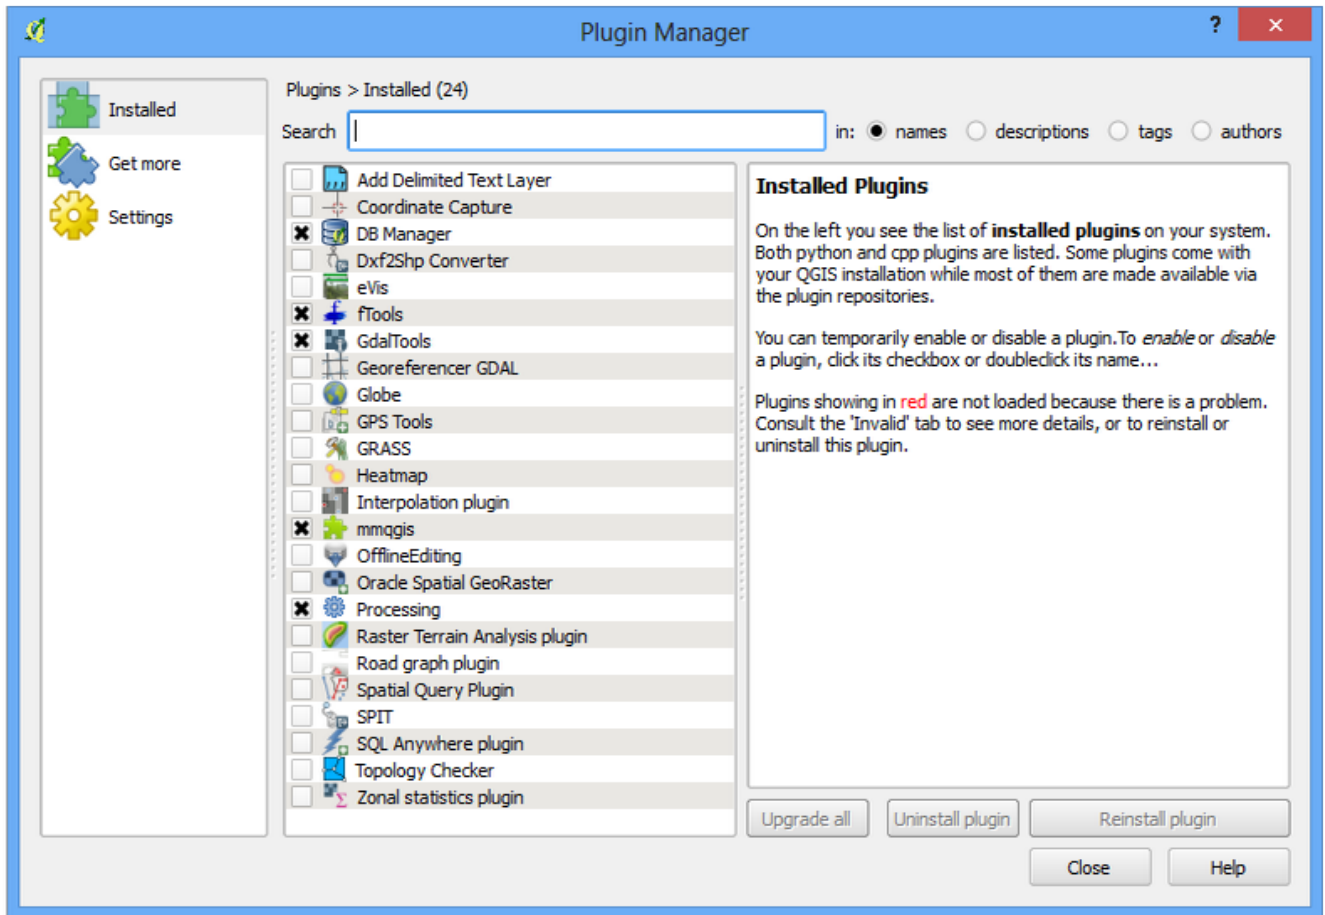 Plugin Manager
?
Installed
Get more
Settings
Plugins > Installed (24)
Search
in: names descriptions tags authors
Add Delimited Text Layer
Coordinate Capture
DB Manager
Dxf2Shp Converter
eVis
fTools
GdalTools
Georeferencer GDAL
Globe
GPS Tools
GRASS
Heatmap
Interpolation plugin
mmqgis
OfflineEditing
Oracle Spatial GeoRaster
Processing
Raster Terrain Analysis plugin
Road graph plugin
Spatial Query Plugin
SPIT
SQL Anywhere plugin
Topology Checker
Zonal statistics plugin
Installed Plugins
On the left you see the list of installed plugins on your system.
Both python and cpp plugins are listed. Some plugins come with
your QGIS installation while most of them are made available via
the plugin repositories.
You can temporarily enable or disable a plugin.To enable or disable
a plugin, click its checkbox or doubleclick its name...
Plugins showing in red are not loaded because there is a problem.
Consult the 'Invalid' tab to see more details, or to reinstall or
uninstall this plugin.
Upgrade all
Uninstall plugin
Reinstall plugin
Close
Help